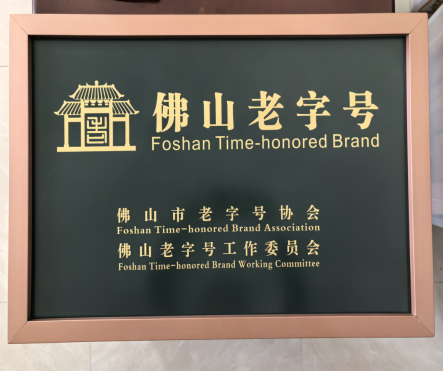 佛山老字号
Foshan Time-honored Brand
佛山市老字号协会
Foshan Time-honored Brand Association
佛山老字号工作委员会
Foshan Time-honored Brand Working Committee